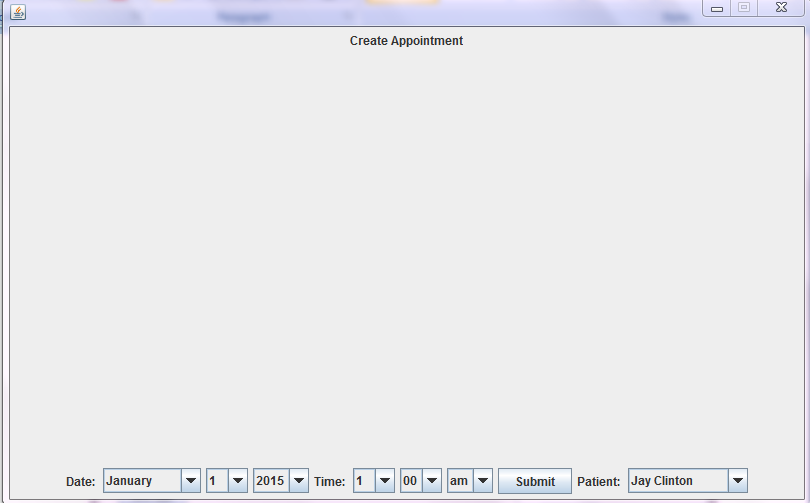 Create Appointment
Date: January 1 2015 Time: 1 00 am Submit Patient: Jay Clinton